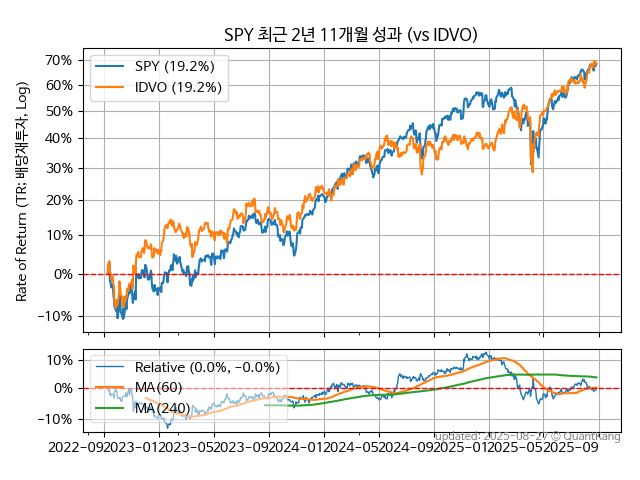 SPY 최근 2년 11개월 성과 (vs IDVO)
Rate of Return (TR; 배당재투자, Log)
70%
60%
50%
40%
30%
20%
10%
0%
−10%
SPY (19.2%)
IDVO (19.2%)
10%
0%
−10%
Relative (0.0%, −0.0%)
MA(60)
MA(240)
2022-09 2023-01 2023-05 2023-09 2024-01 2024-05 2024-09 2025-01 2025-05 2025-09
updated: 2025-08-27 © QuantKang